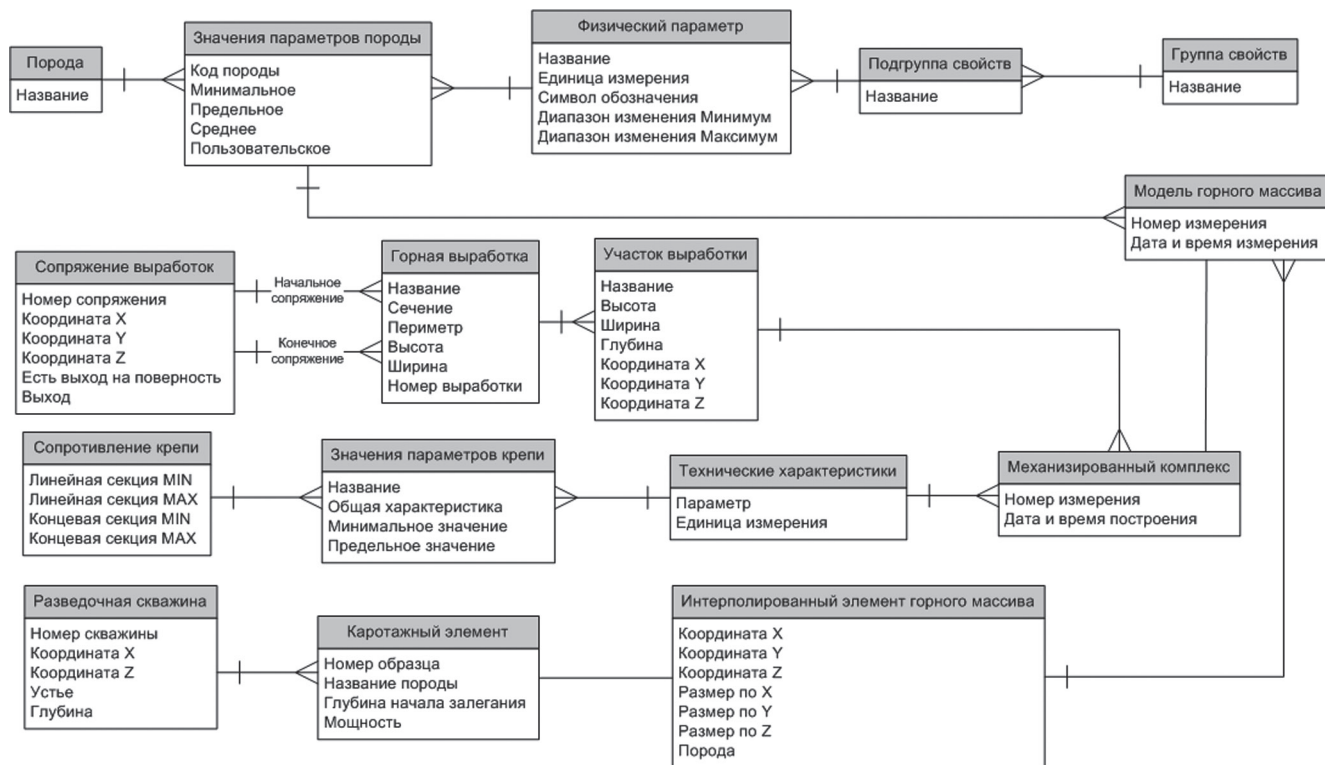 Порода
Название
Значения параметров породы
Код породы
Минимальное
Предельное
Среднее
Пользовательское
Физический параметр
Название
Единица измерения
Символ обозначения
Диапазон изменения Минимум
Диапазон изменения Максимум
Подгруппа свойств
Название
Группа свойств
Название
Модель горного массива
Номер измерения
Дата и время измерения
Сопряжение выработок
Номер сопряжения
Координата X
Координата Y
Координата Z
Есть выход на поверность
Выход
Начальное
сопряжение
Конечное
сопряжение
Горная выработка
Название
Сечение
Периметр
Высота
Ширина
Номер выработки
Участок выработки
Название
Высота
Ширина
Глубина
Координата X
Координата Y
Координата Z
Сопротивление крепи
Линейная секция MIN
Линейная секция MAX
Концевая секция MIN
Концевая секция MAX
Значения параметров крепи
Название
Общая характеристика
Минимальное значение
Предельное значение
Технические характеристики
Параметр
Единица измерения
Механизированный комплекс
Номер измерения
Дата и время построения
Разведочная скважина
Номер скважины
Координата X
Координата Z
Устье
Глубина
Каротажный элемент
Номер образца
Название породы
Глубина начала залегания
Мощность
Интерполированный элемент горного массива
Координата X
Координата Y
Координата Z
Размер по X
Размер по Y
Размер по Z
Порода